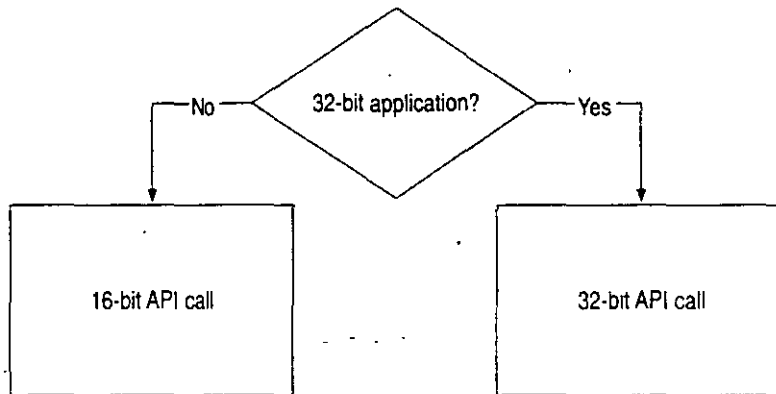 32-bit application?
No
Yes
16-bit API call
32-bit API call